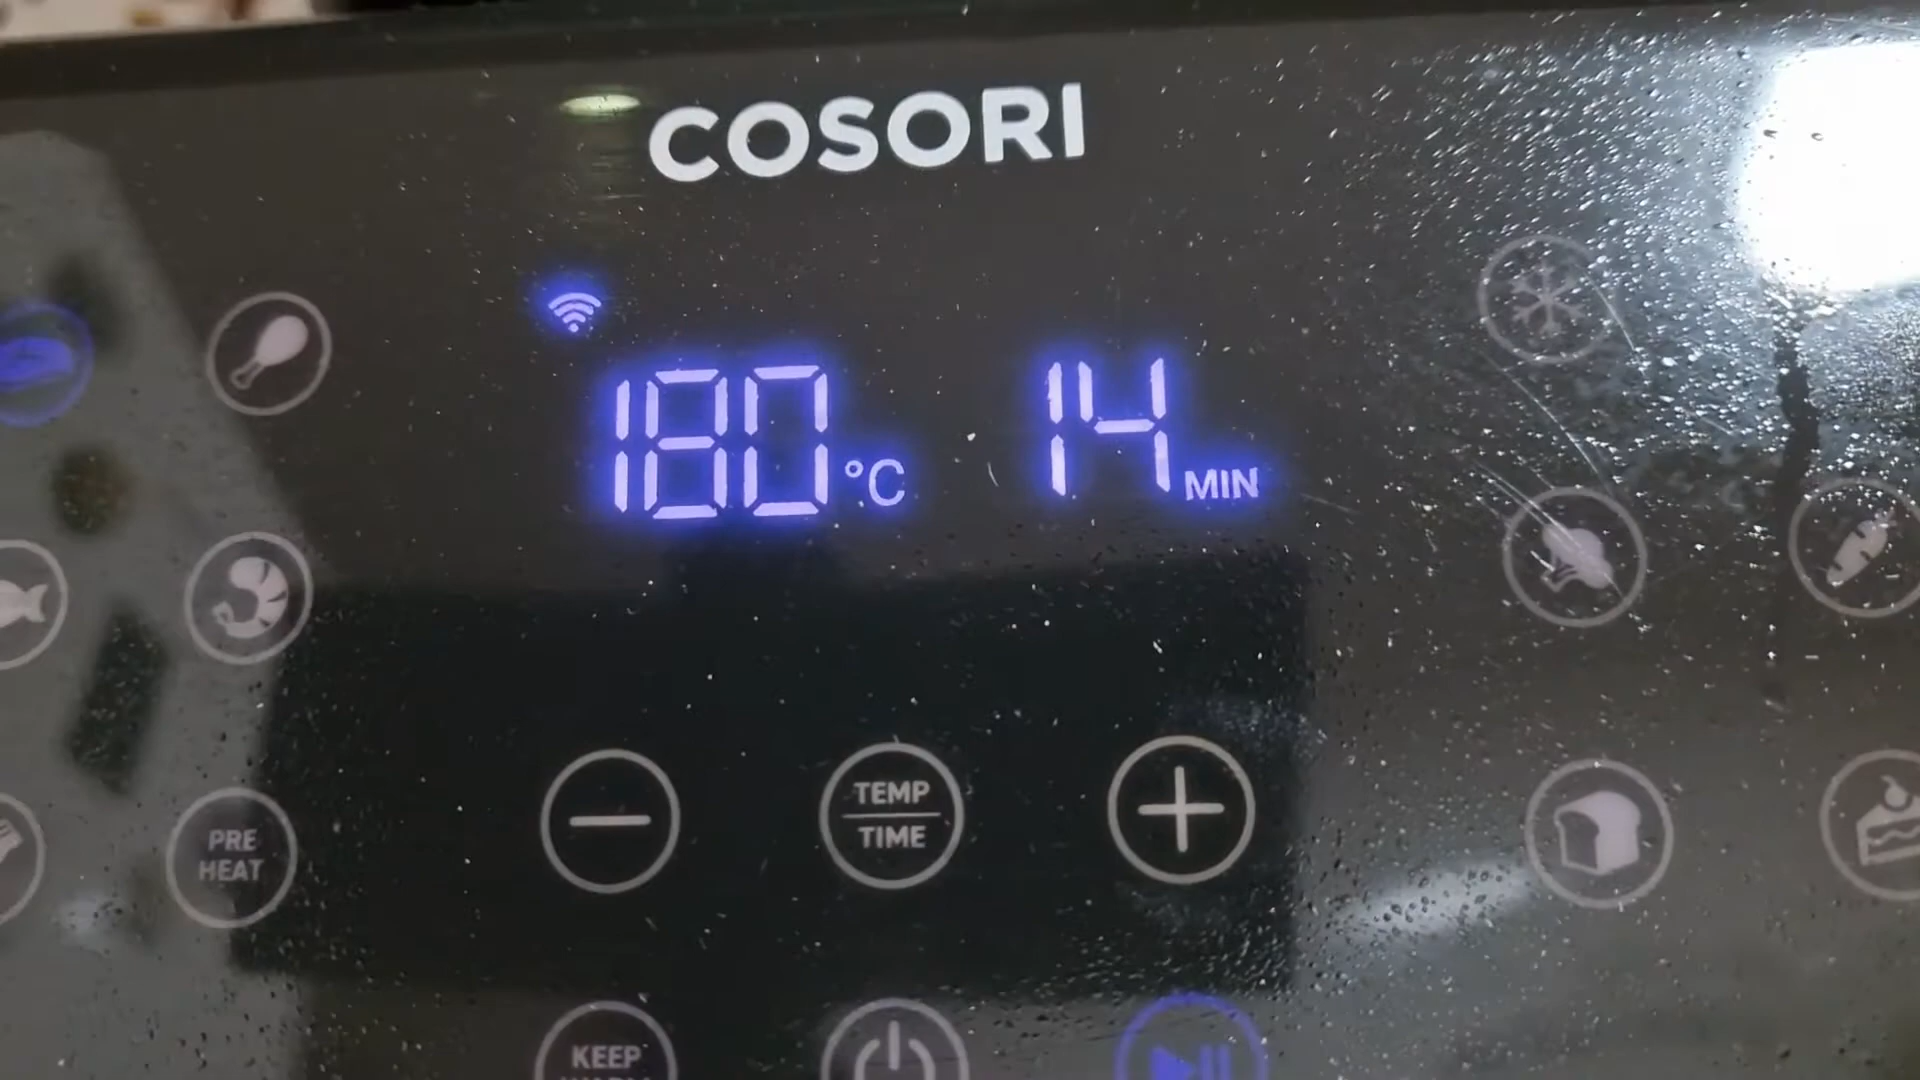 COSORI
180°C 14 MIN
TEMP
TIME
PRE
HEAT
KEEP